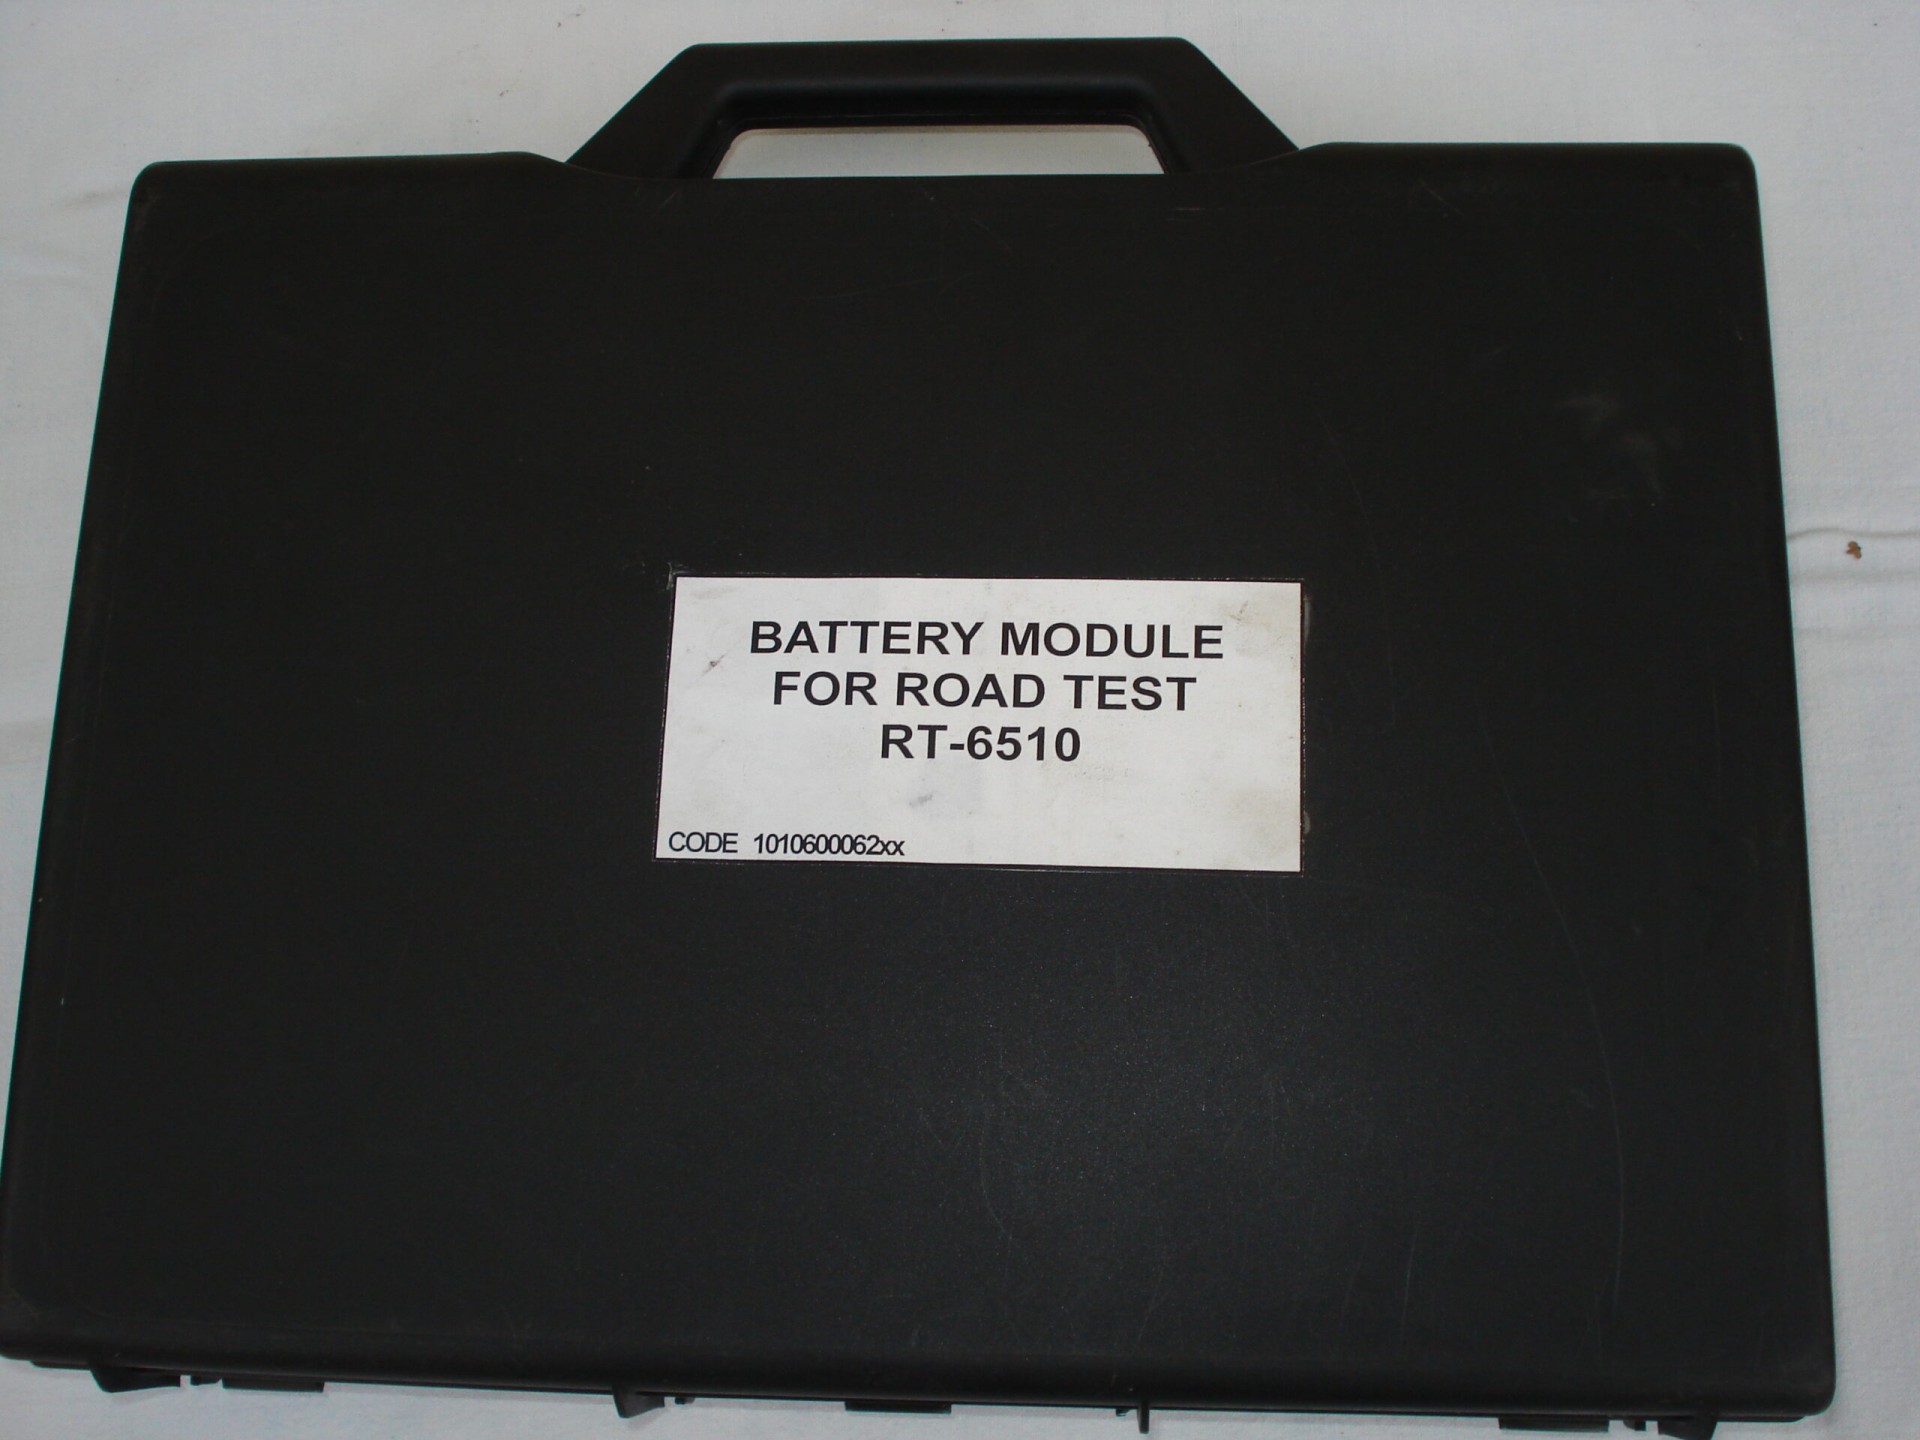 BATTERY MODULE
FOR ROAD TEST
RT-6510
CODE 1010600062xx